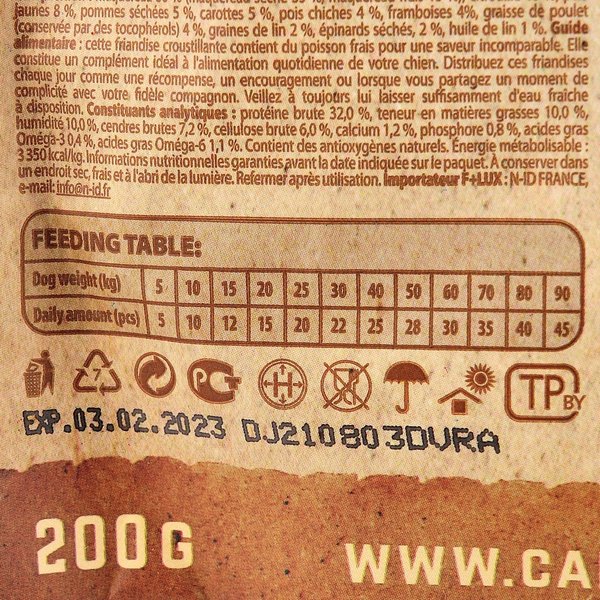 jaunes 8 %, pommes séchées 5 %, carottes 5 %, pois chiches 4 %, framboises 4%, graisse de poulet
(conservée par des tocophérols) 4 %, graines de lin 2 %, épinards séchés, 2 %, huile de lin 1 %. Guide
alimentaire : cette friandise croustillante contient du poisson frais pour une saveur incomparable. Elle
constitue un complément idéal à l'alimentation quotidienne de votre chien. Distribuez ces friandises
chaque jour comme une récompense, un encouragement ou lorsque vous partagez un moment de
complicité avec votre fidèle compagnon. Veillez à toujours lui laisser suffisamment d'eau fraîche
à disposition. Constituants analytiques : protéine brute 32,0 %, teneur en matières grasses 10,0 %,
humidité 10,0 %, cendres brutes 7,2 %, cellulose brute 6,0 %, calcium 1,2 %, phosphore 0,8 %, acides gras
Oméga-3 0,4 %, acides gras Oméga-6 1,1 %. Contient des antioxygènes naturels. Énergie métabolisable :
3 350 kcal/kg. Informations nutritionnelles garanties avant la date indiquée sur le paquet. À conserver dans
un endroit sec, frais et à l'abri de la lumière. Refermer après utilisation. Importateur F+LUX : N-ID FRANCE,
e-mail: info@n-id.fr
FEEDING TABLE:
Dog weight (kg) 5 10 15 20 25 30 40 50 60 70 80 90
Daily amount (pcs) 5 10 12 15 20 22 25 28 30 35 40 45
7 PCT H TP BY
EXP.03.02.2023 DJ210803DVRA
200G WWW.CA